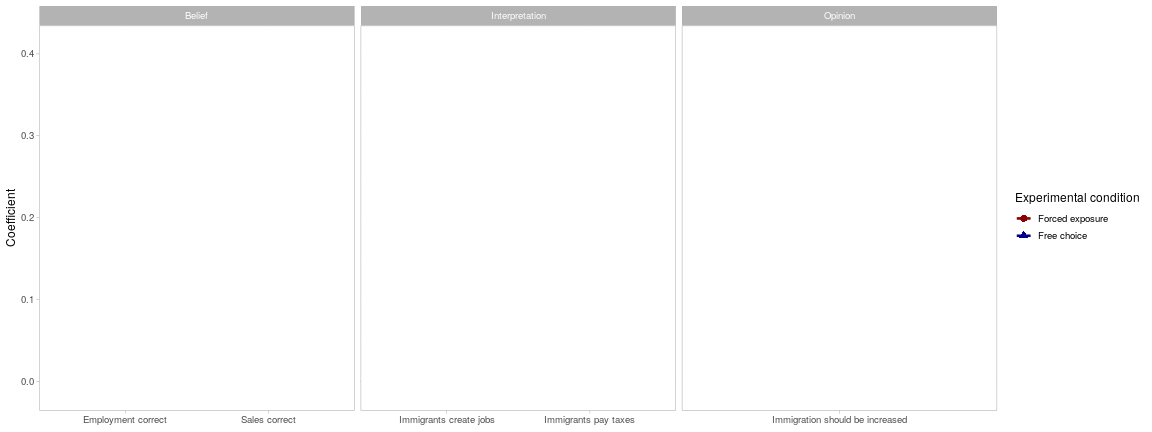 Belief
Interpretation
Opinion
Coefficient
0.4
0.3
0.2
0.1
0.0
Employment correct
Sales correct
Immigrants create jobs
Immigrants pay taxes
Immigration should be increased
Experimental condition
Forced exposure
Free choice